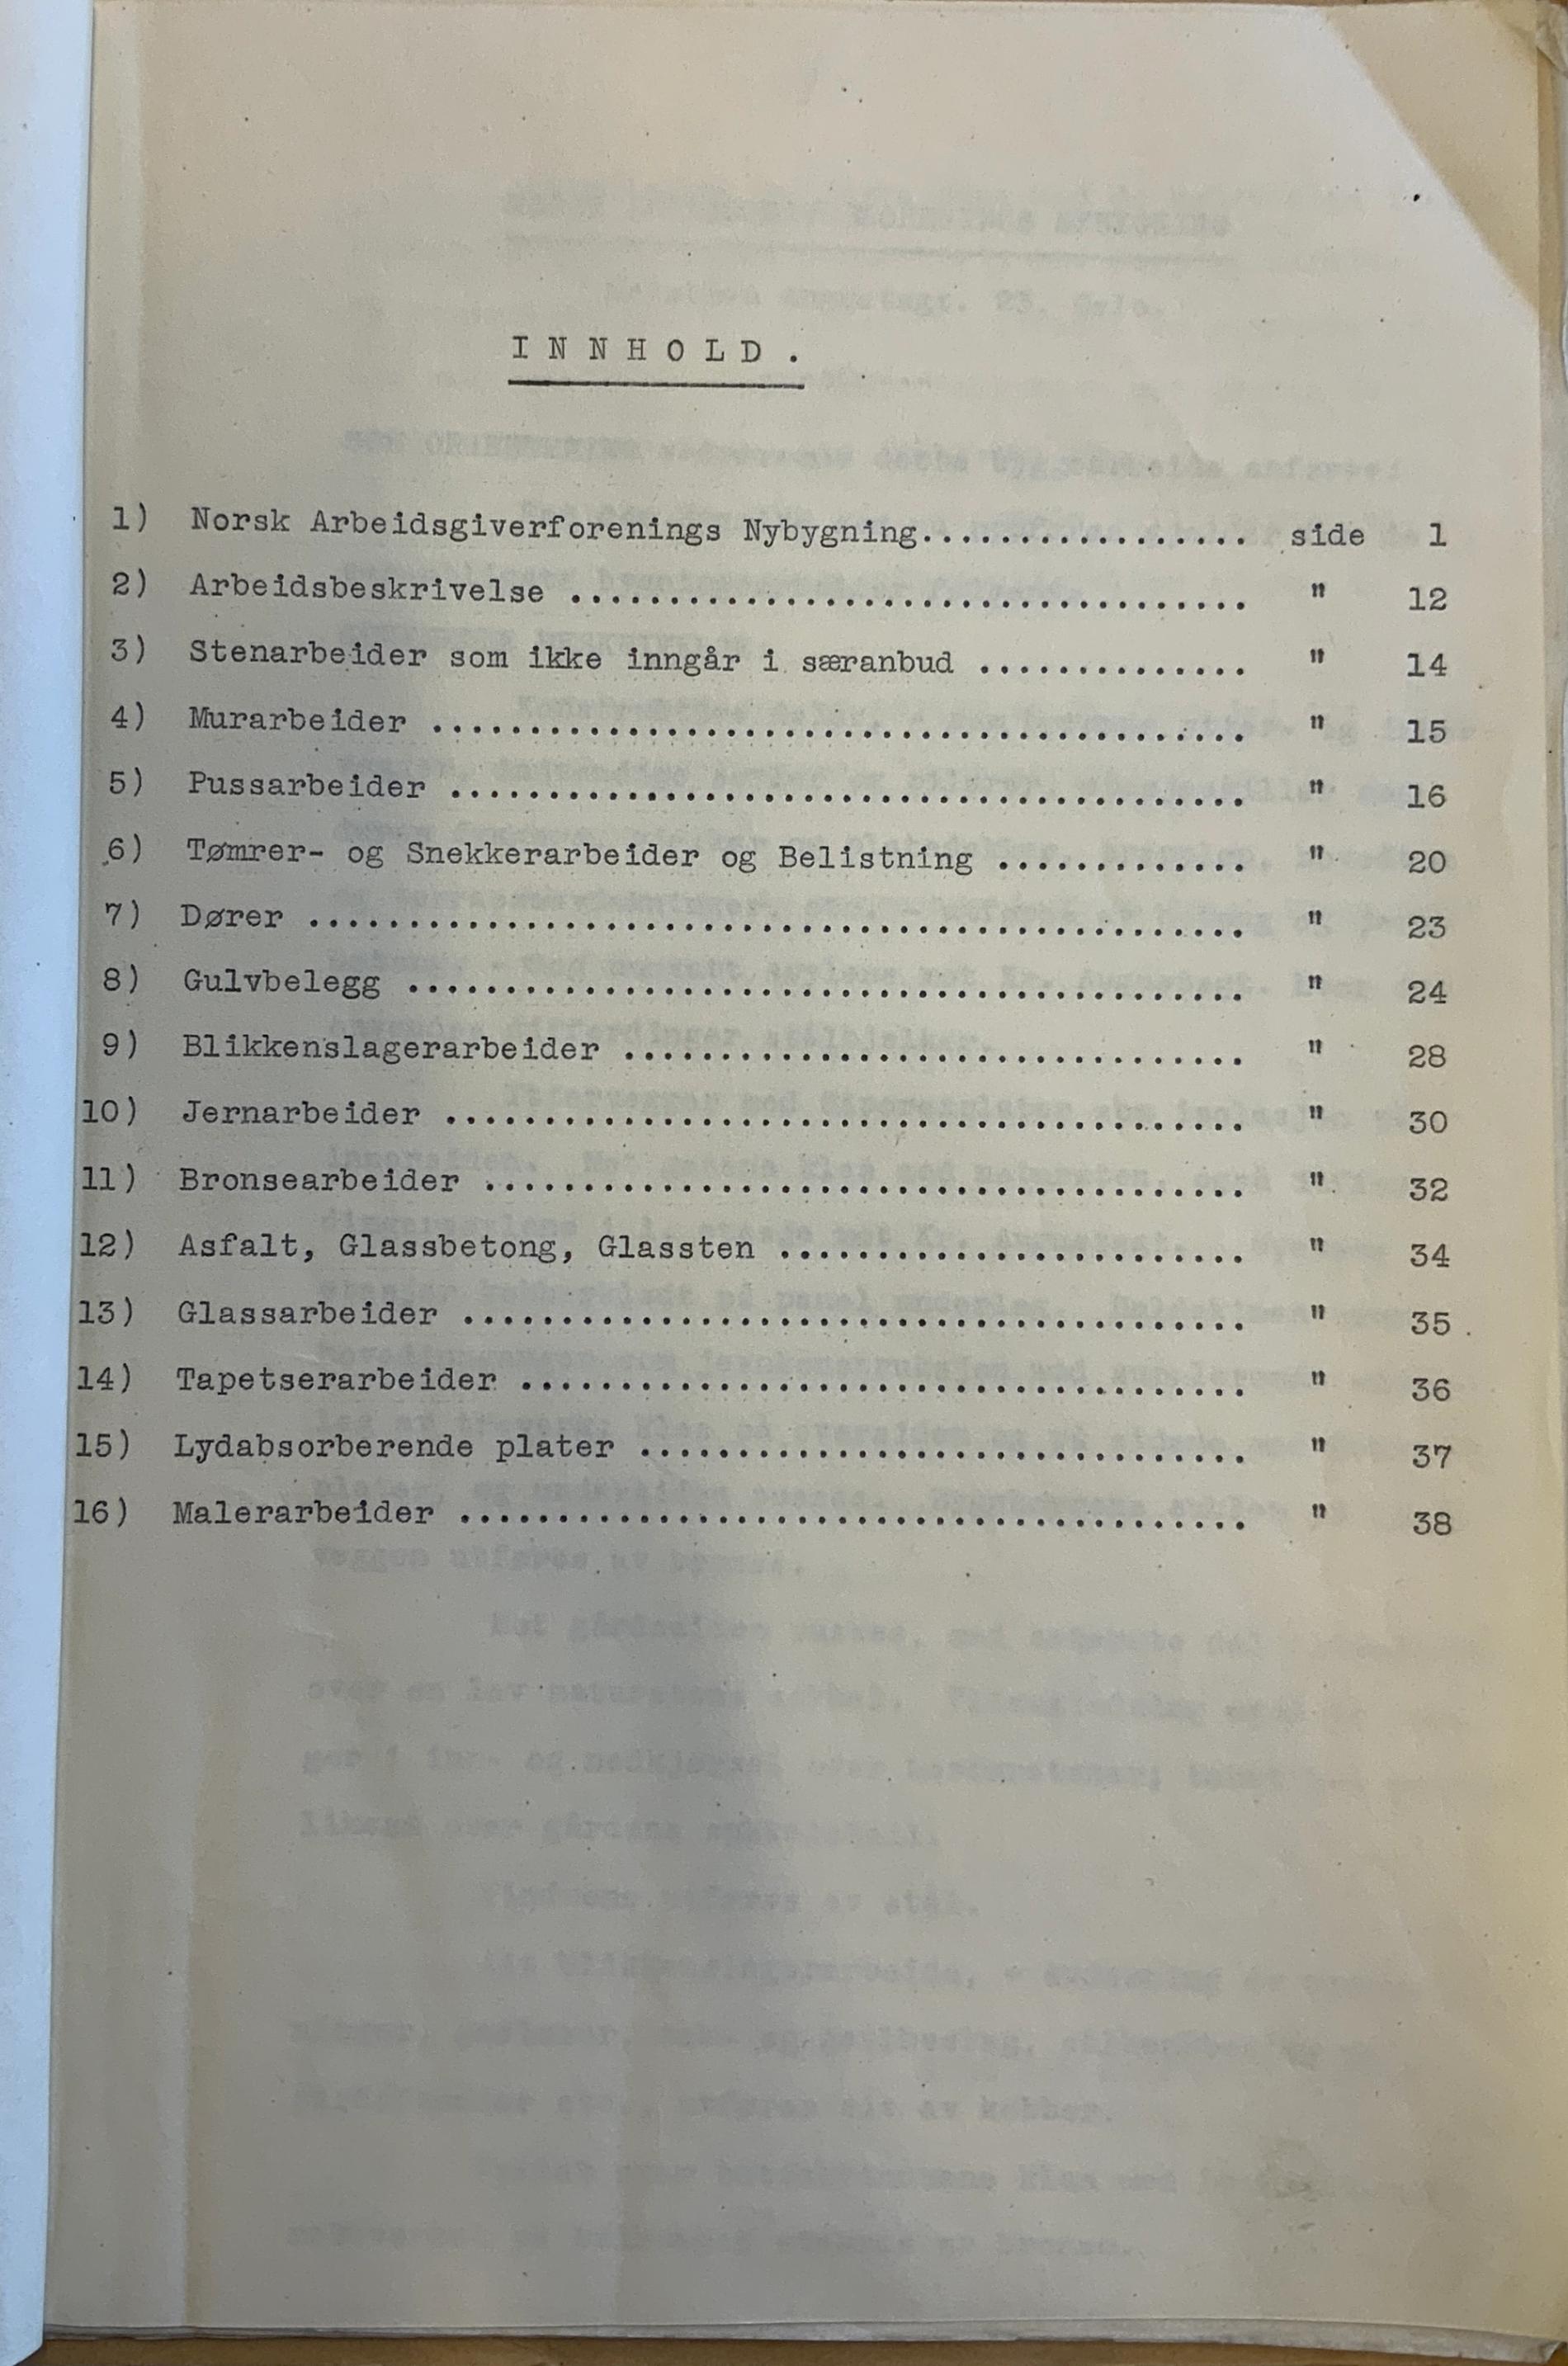 I N N H O L D .
1) Norsk Arbeidsgiverforenings Nybygning................. side 1
2) Arbeidsbeskrivelse .................................. " 12
3) Stenarbeider som ikke inngår i særanbud .............. " 14
4) Murarbeider ......................................... " 15
5) Pussarbeider ........................................ " 16
6) Tømrer- og Snekkerarbeider og Belistning ............. " 20
7) Dører ............................................... " 23
8) Gulvbelegg .......................................... " 24
9) Blikkenslagerarbeider ............................... " 28
10) Jernarbeider ........................................ " 30
11) Bronsearbeider ...................................... " 32
12) Asfalt, Glassbetong, Glassten ........................ " 34
13) Glassarbeider ....................................... " 35
14) Tapetserarbeider ..................................... " 36
15) Lydabsorberende plater ............................... " 37
16) Malerarbeider ........................................ " 38